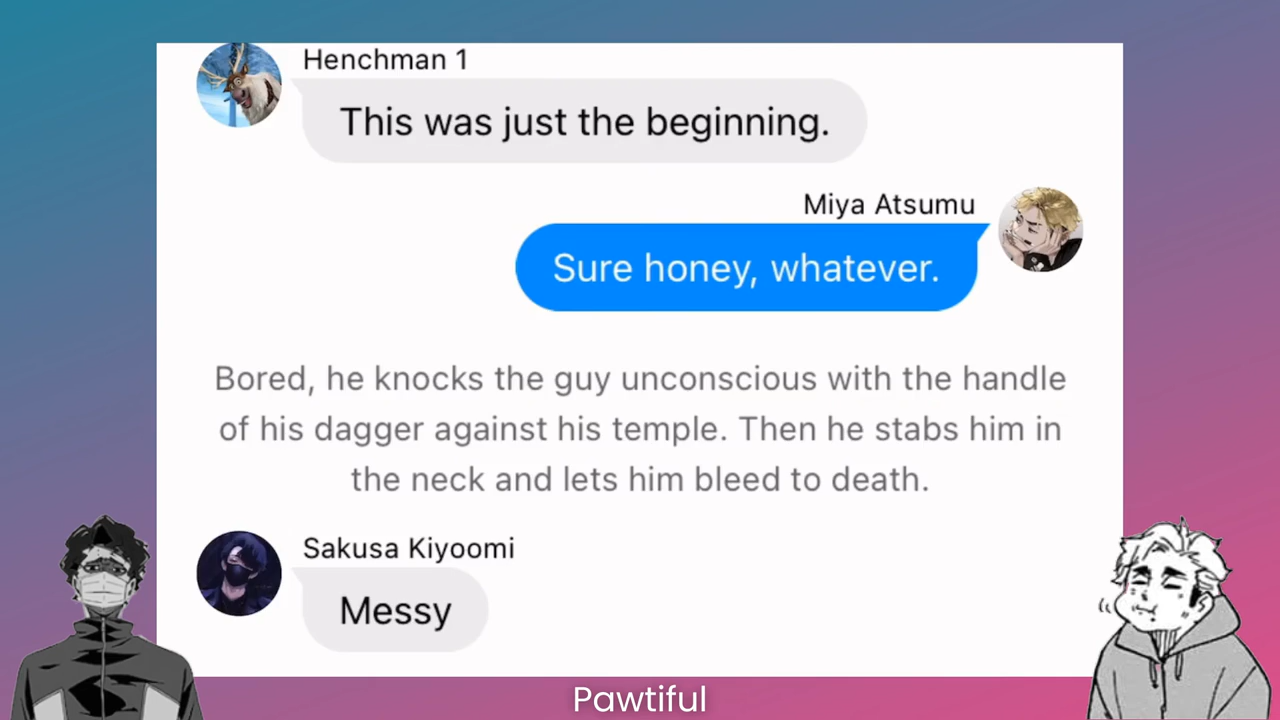 Henchman 1
This was just the beginning.
Miya Atsumu
Sure honey, whatever.
Bored, he knocks the guy unconscious with the handle
of his dagger against his temple. Then he stabs him in
the neck and lets him bleed to death.
Sakusa Kiyoomi
Messy
Pawtiful